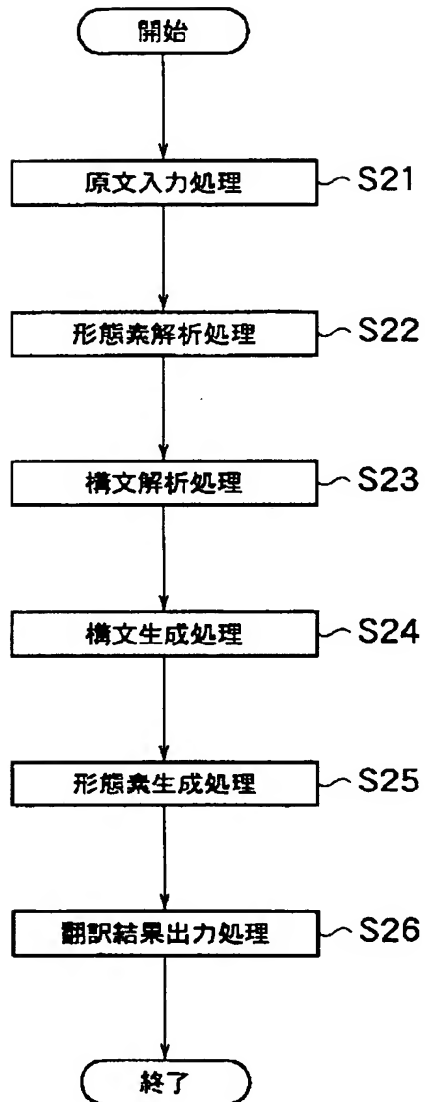 開始
原文入力処理 S21
形態素解析処理 S22
構文解析処理 S23
構文生成処理 S24
形態素生成処理 S25
翻訳結果出力処理 S26
終了